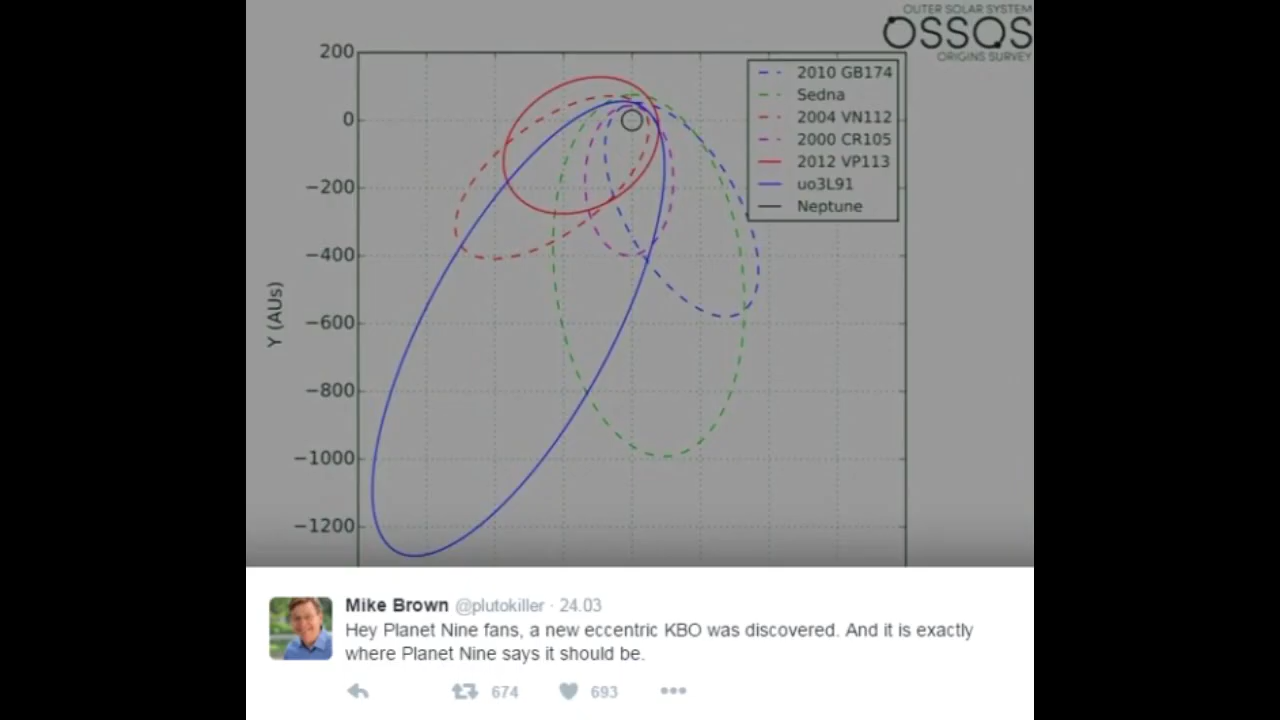 OUTER SOLAR SYSTEM
OSSOS
ORIGINS SURVEY
200
0
−200
−400
−600
−800
−1000
−1200
Y (AUs)
2010 GB174
Sedna
2004 VN112
2000 CR105
2012 VP113
uo3L91
Neptune
Mike Brown @plutokiller · 24.03
Hey Planet Nine fans, a new eccentric KBO was discovered. And it is exactly
where Planet Nine says it should be.
674 693